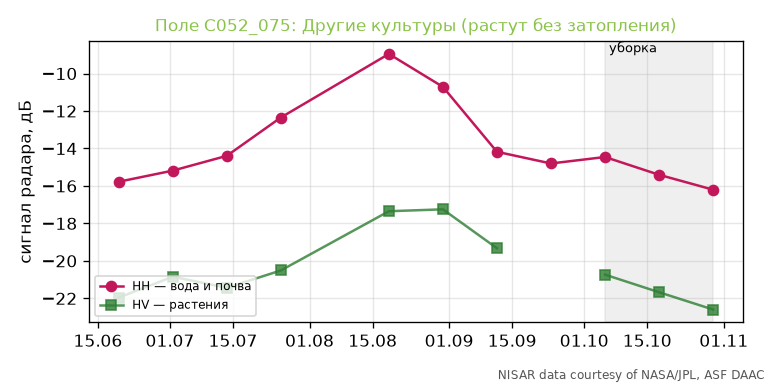 Поле C052_075: Другие культуры (растут без затопления)
уборка
сигнал радара, дБ
−10
−12
−14
−16
−18
−20
−22
HH — вода и почва
HV — растения
15.06 01.07 15.07 01.08 15.08 01.09 15.09 01.10 15.10 01.11
NISAR data courtesy of NASA/JPL, ASF DAAC